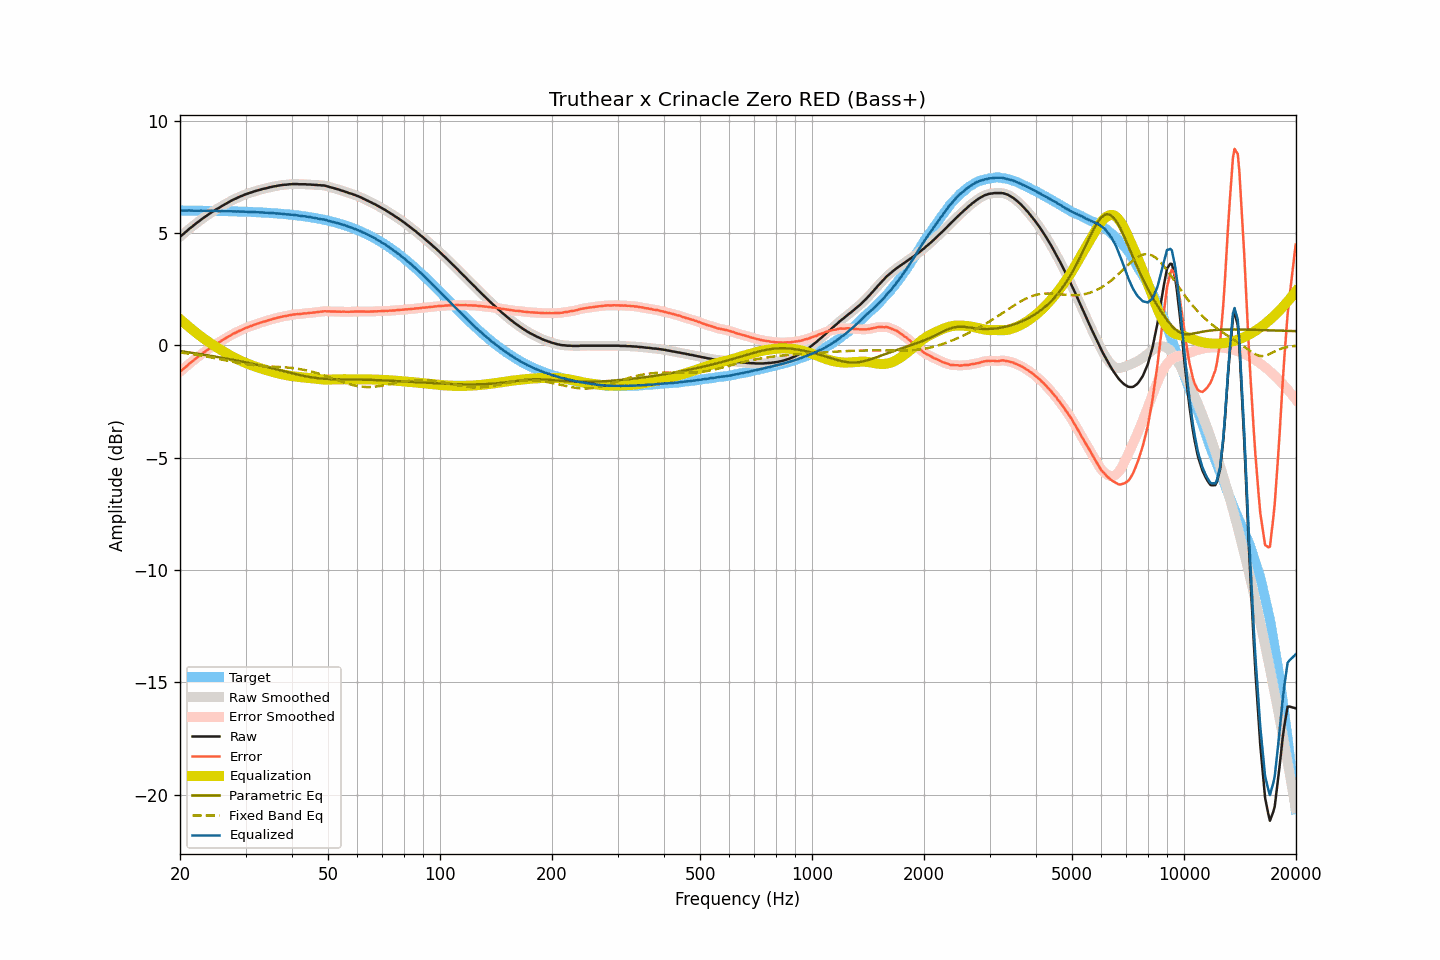 Truthear x Crinacle Zero RED (Bass+)
10
5
0
−5
−10
−15
−20
Amplitude (dBr)
Target
Raw Smoothed
Error Smoothed
Raw
Error
Equalization
Parametric Eq
Fixed Band Eq
Equalized
20 50 100 200 500 1000 2000 5000 10000 20000
Frequency (Hz)